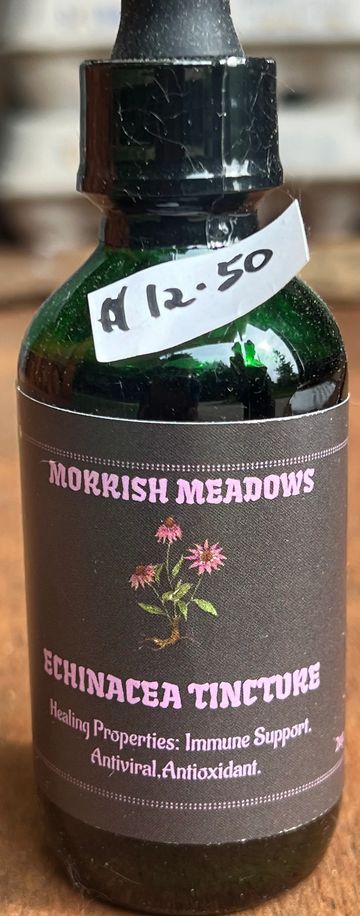 12.50
MORRISH MEADOWS
ECHINACEA TINCTURE
Healing Properties: Immune Support.
Antiviral.Antioxidant.